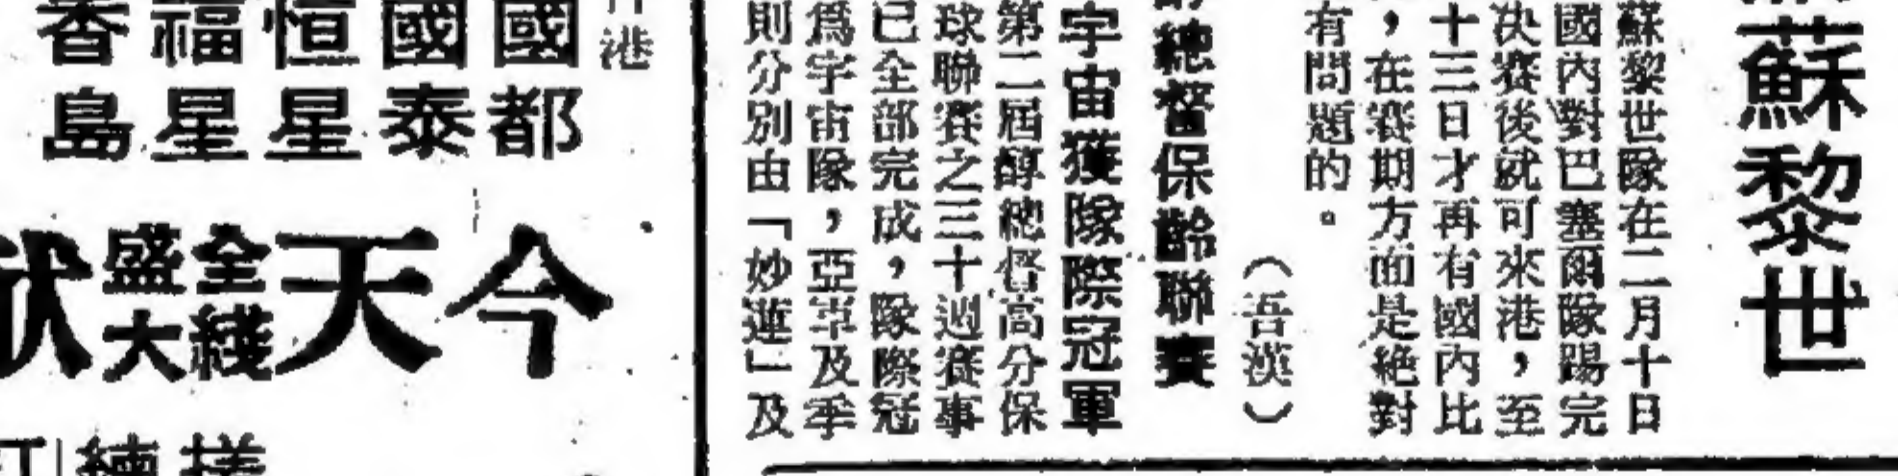 蘇黎世
蘇黎世隊在二月十日
國內對巴塞爾隊踢完
決賽後就可來港，至
十三日才再有國內比
，在賽期方面是絕對
有問題的。
（吾漢）
總督保齡聯賽
宇宙獲隊際冠軍
第二屆醇總督高分保
球聯賽之三十週賽事
已全部完成，隊際冠
為宇宙隊，亞軍及季
則分別由「妙蓮」及
港
國都
國泰
恒星
福星
香島
今天
全綫
盛大